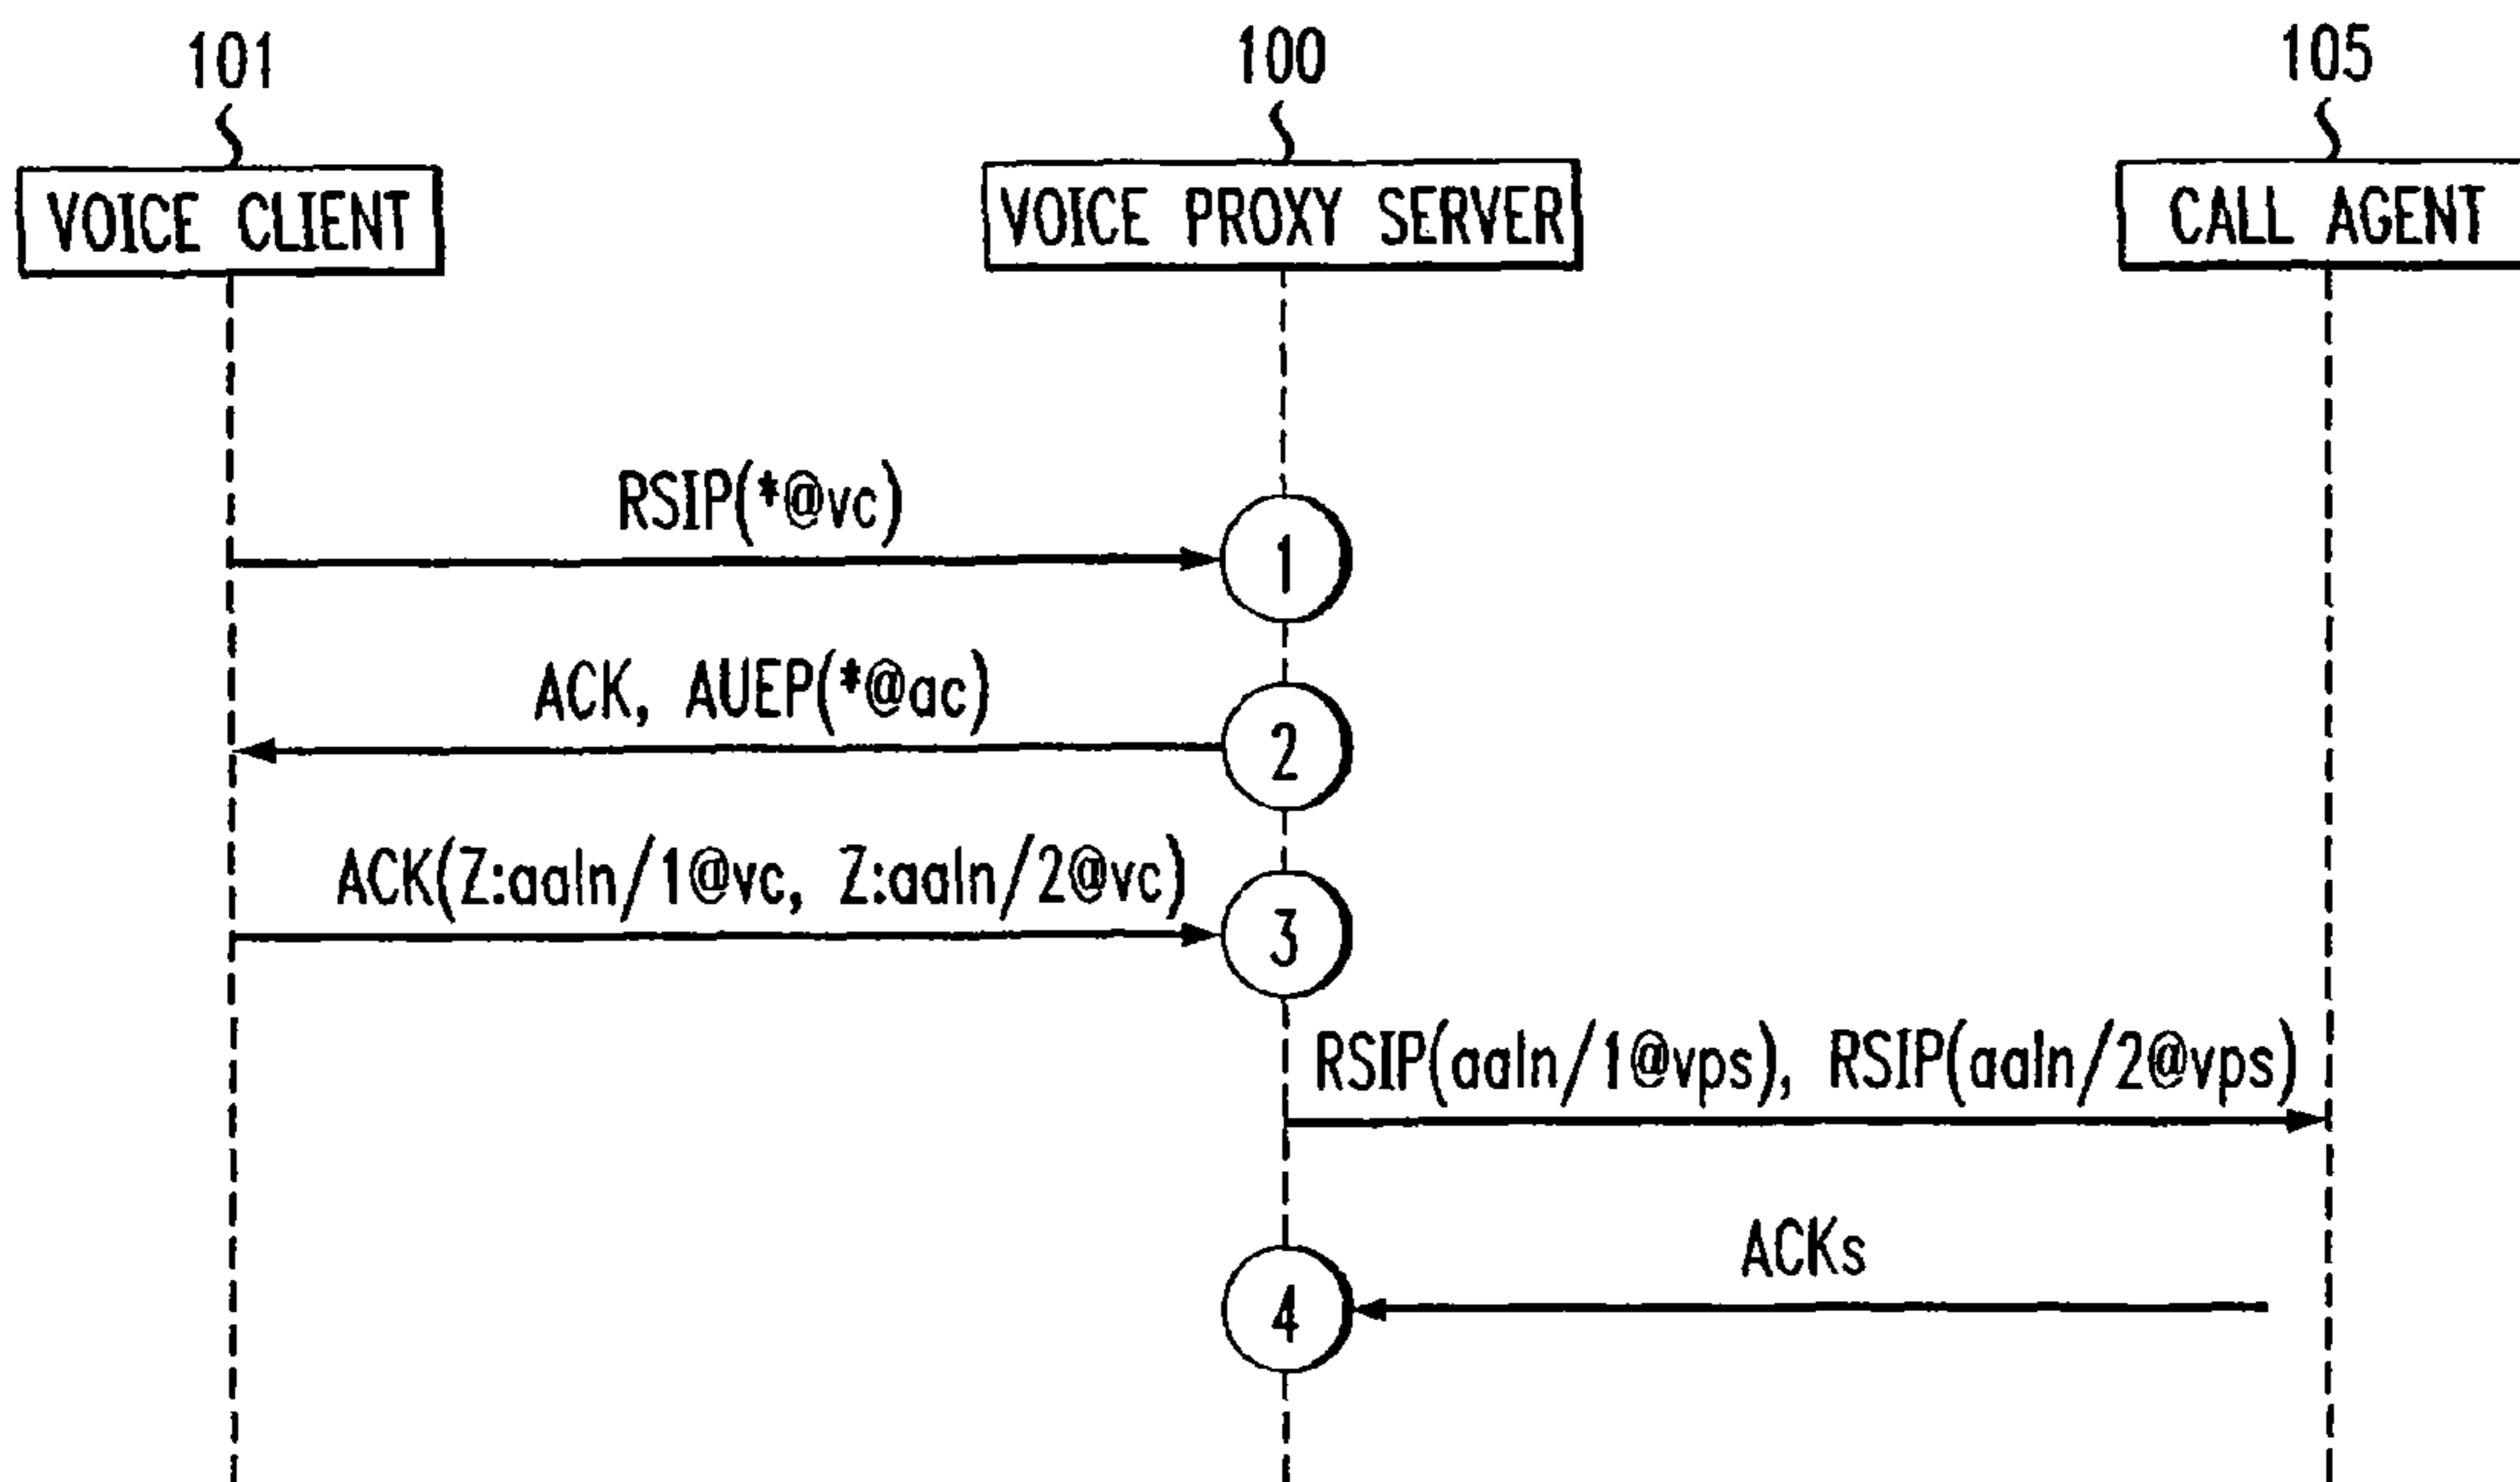 101
100
105
VOICE CLIENT
VOICE PROXY SERVER
CALL AGENT
RSIP(*@vc)
1
ACK, AUEP(*@ac)
2
ACK(Z:aaln/1@vc, Z:aaln/2@vc)
3
RSIP(aaln/1@vps), RSIP(aaln/2@vps)
ACKs
4